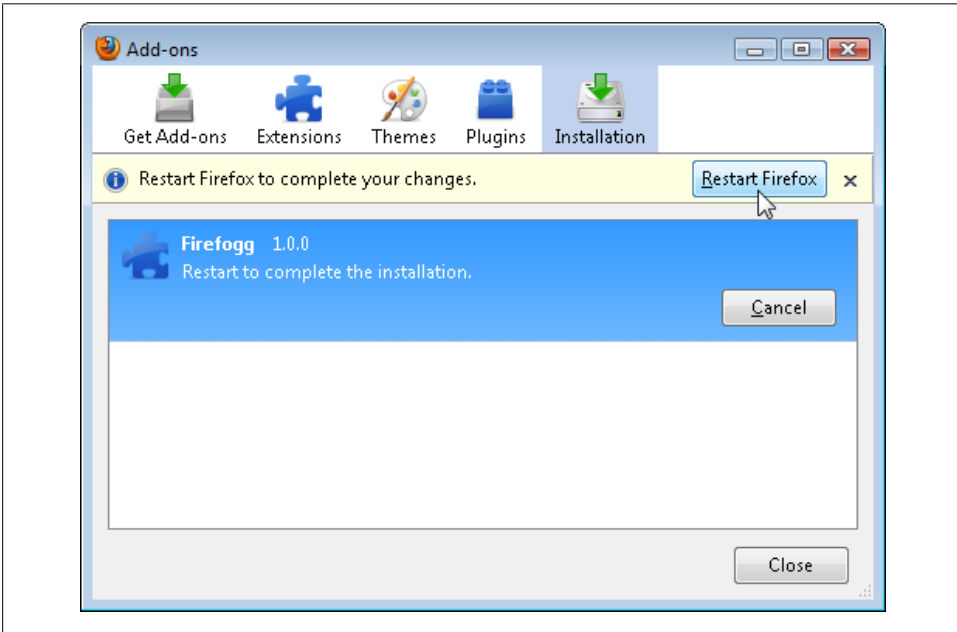 Add-ons
Get Add-ons Extensions Themes Plugins Installation
Restart Firefox to complete your changes. Restart Firefox
Firefogg 1.0.0
Restart to complete the installation.
Cancel
Close